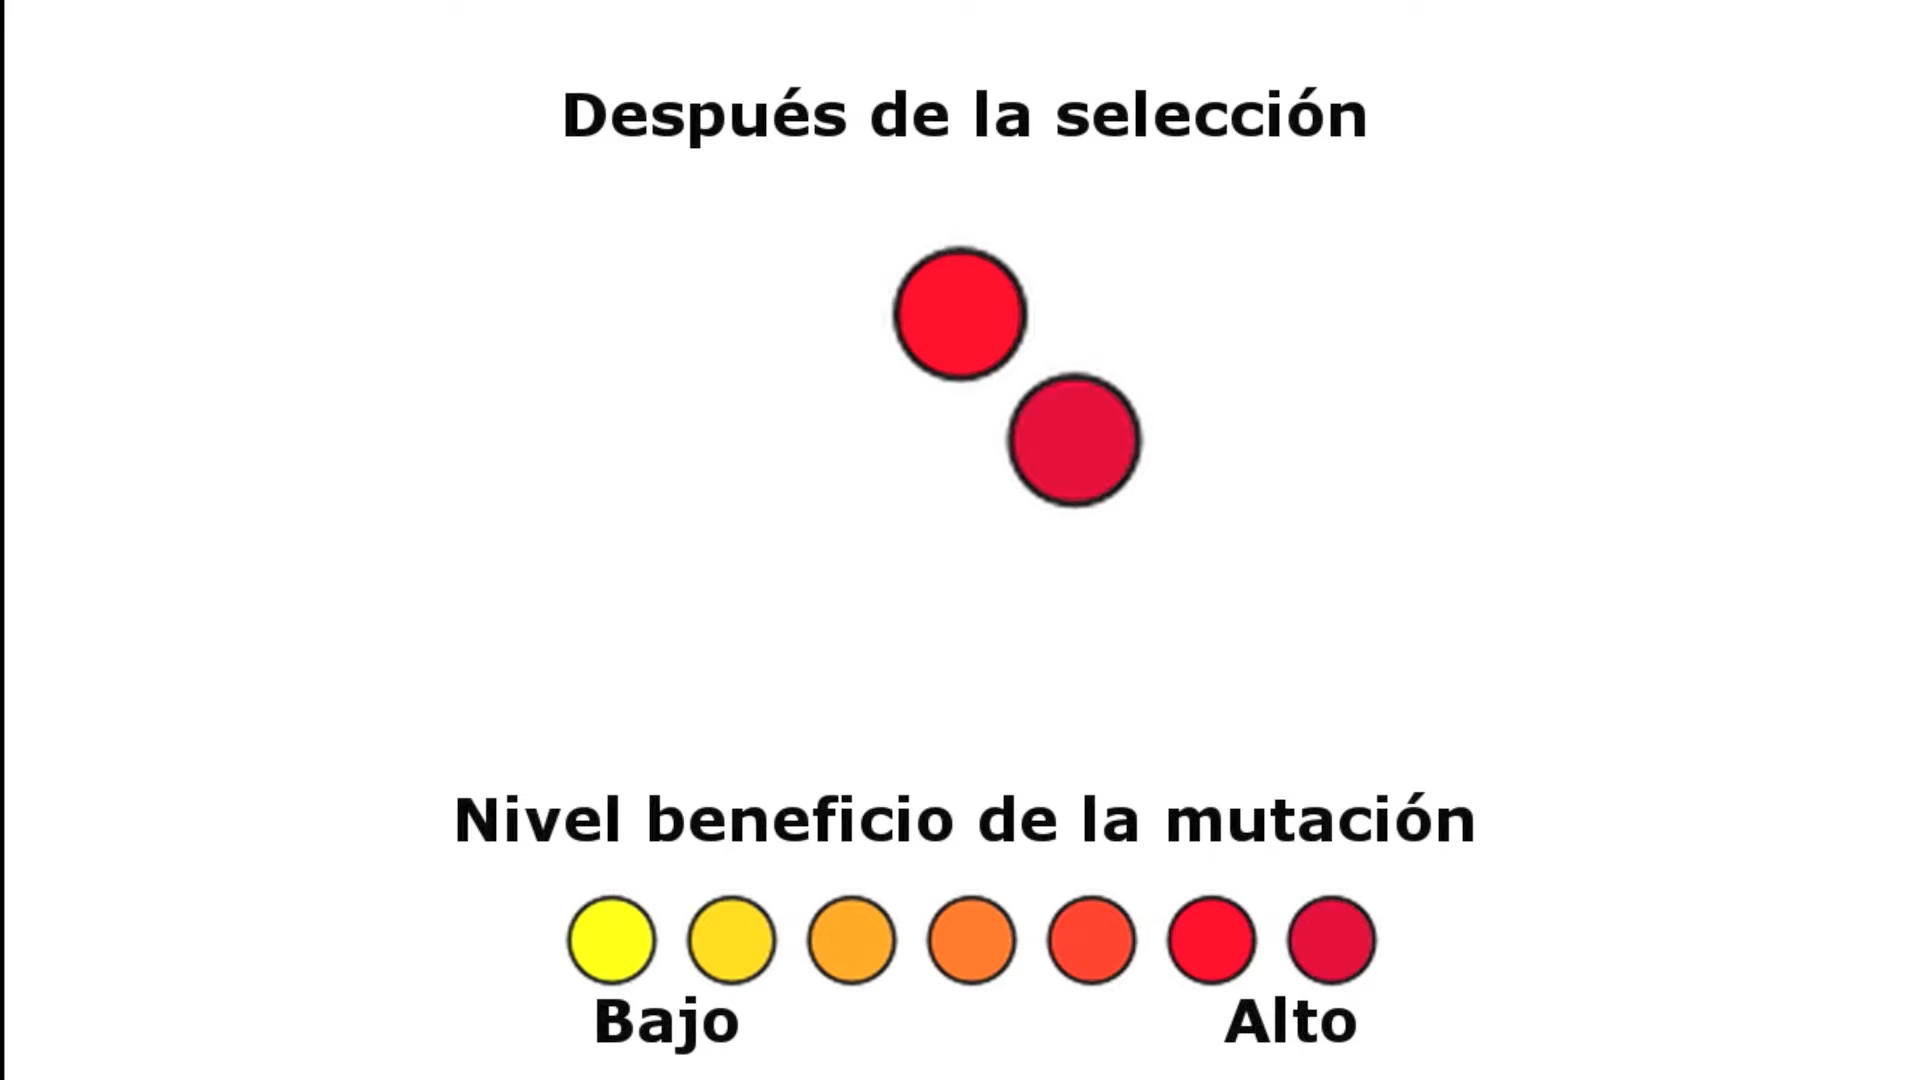 Después de la selección
Nivel beneficio de la mutación
Bajo
Alto